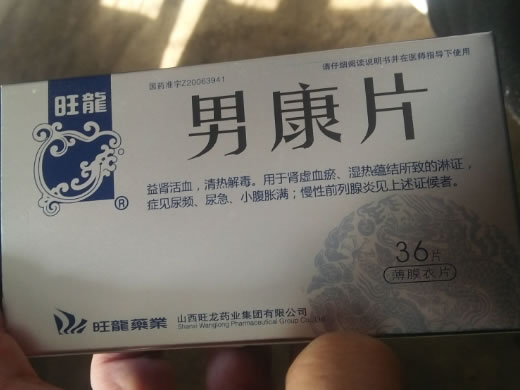 请仔细阅读说明书并在医师指导下使用
国药准字Z20063941
旺龍
®
男康片
益肾活血，清热解毒。用于肾虚血瘀、湿热蕴结所致的淋证，
症见尿频、尿急、小腹胀满；慢性前列腺炎见上述证候者。
36片
薄膜衣片
旺龍藥業
山西旺龙药业集团有限公司
Shanxi Wanglong Pharmaceutical Group Co., Ltd.